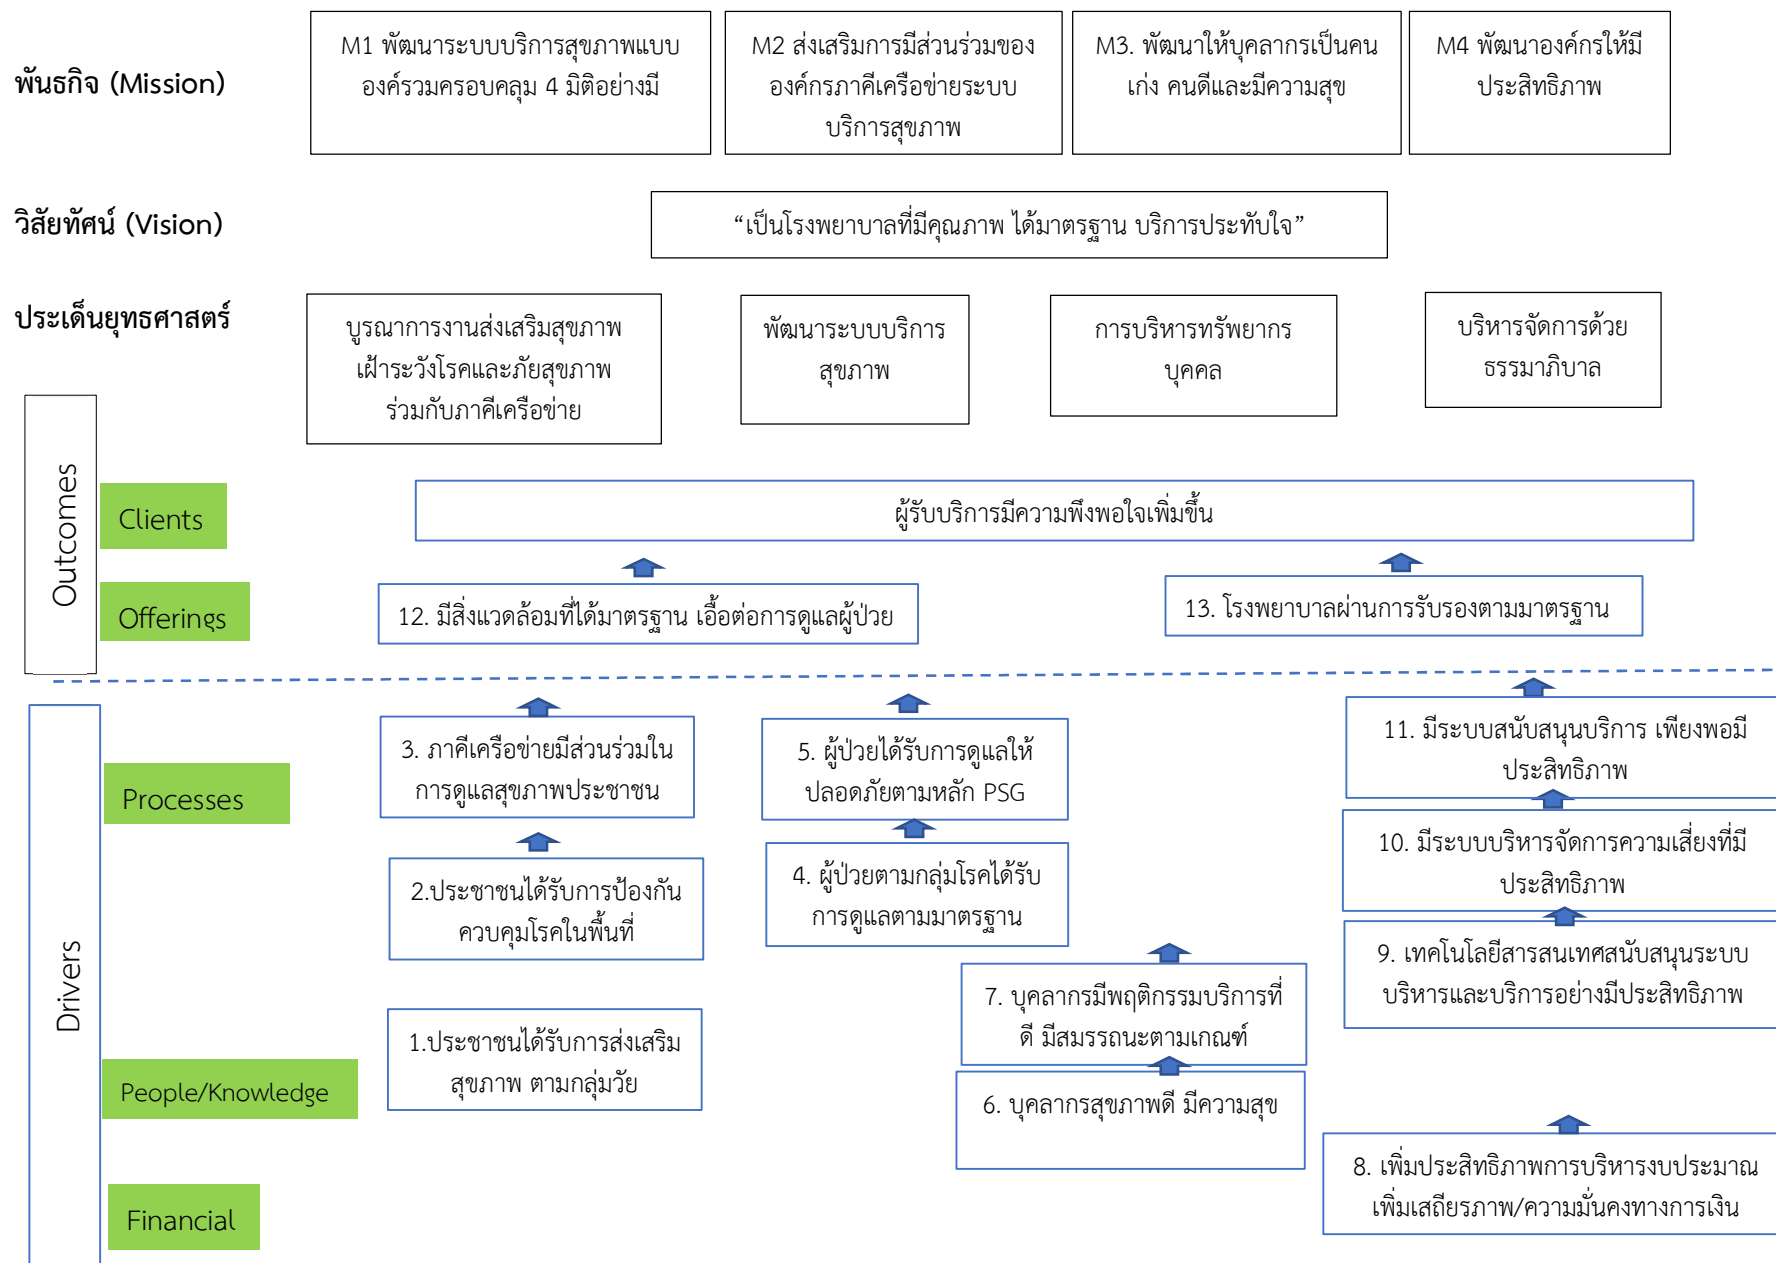 พันธกิจ (Mission)
M1 พัฒนาระบบบริการสุขภาพแบบ
องค์รวมครอบคลุม 4 มิติอย่างมี
M2 ส่งเสริมการมีส่วนร่วมของ
องค์กรภาคีเครือข่ายระบบ
บริการสุขภาพ
M3. พัฒนาให้บุคลากรเป็นคน
เก่ง คนดีและมีความสุข
M4 พัฒนาองค์กรให้มี
ประสิทธิภาพ
วิสัยทัศน์ (Vision)
“เป็นโรงพยาบาลที่มีคุณภาพ ได้มาตรฐาน บริการประทับใจ”
ประเด็นยุทธศาสตร์
บูรณาการงานส่งเสริมสุขภาพ
เฝ้าระวังโรคและภัยสุขภาพ
ร่วมกับภาคีเครือข่าย
พัฒนาระบบบริการ
สุขภาพ
การบริหารทรัพยากร
บุคคล
บริหารจัดการด้วย
ธรรมาภิบาล
Outcomes
Clients
ผู้รับบริการมีความพึงพอใจเพิ่มขึ้น
Offerings
12. มีสิ่งแวดล้อมที่ได้มาตรฐาน เอื้อต่อการดูแลผู้ป่วย
13. โรงพยาบาลผ่านการรับรองตามมาตรฐาน
Drivers
Processes
3. ภาคีเครือข่ายมีส่วนร่วมใน
การดูแลสุขภาพประชาชน
5. ผู้ป่วยได้รับการดูแลให้
ปลอดภัยตามหลัก PSG
11. มีระบบสนับสนุนบริการ เพียงพอมี
ประสิทธิภาพ
2.ประชาชนได้รับการป้องกัน
ควบคุมโรคในพื้นที่
4. ผู้ป่วยตามกลุ่มโรคได้รับ
การดูแลตามมาตรฐาน
10. มีระบบบริหารจัดการความเสี่ยงที่มี
ประสิทธิภาพ
9. เทคโนโลยีสารสนเทศสนับสนุนระบบ
บริหารและบริการอย่างมีประสิทธิภาพ
7. บุคลากรมีพฤติกรรมบริการที่
ดี มีสมรรถนะตามเกณฑ์
People/Knowledge
1.ประชาชนได้รับการส่งเสริม
สุขภาพ ตามกลุ่มวัย
6. บุคลากรสุขภาพดี มีความสุข
Financial
8. เพิ่มประสิทธิภาพการบริหารงบประมาณ
เพิ่มเสถียรภาพ/ความมั่นคงทางการเงิน